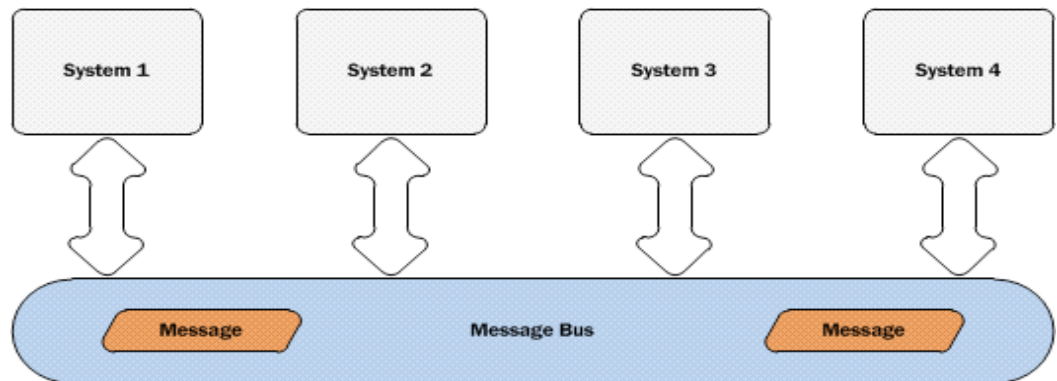 System 1
System 2
System 3
System 4
Message
Message Bus
Message